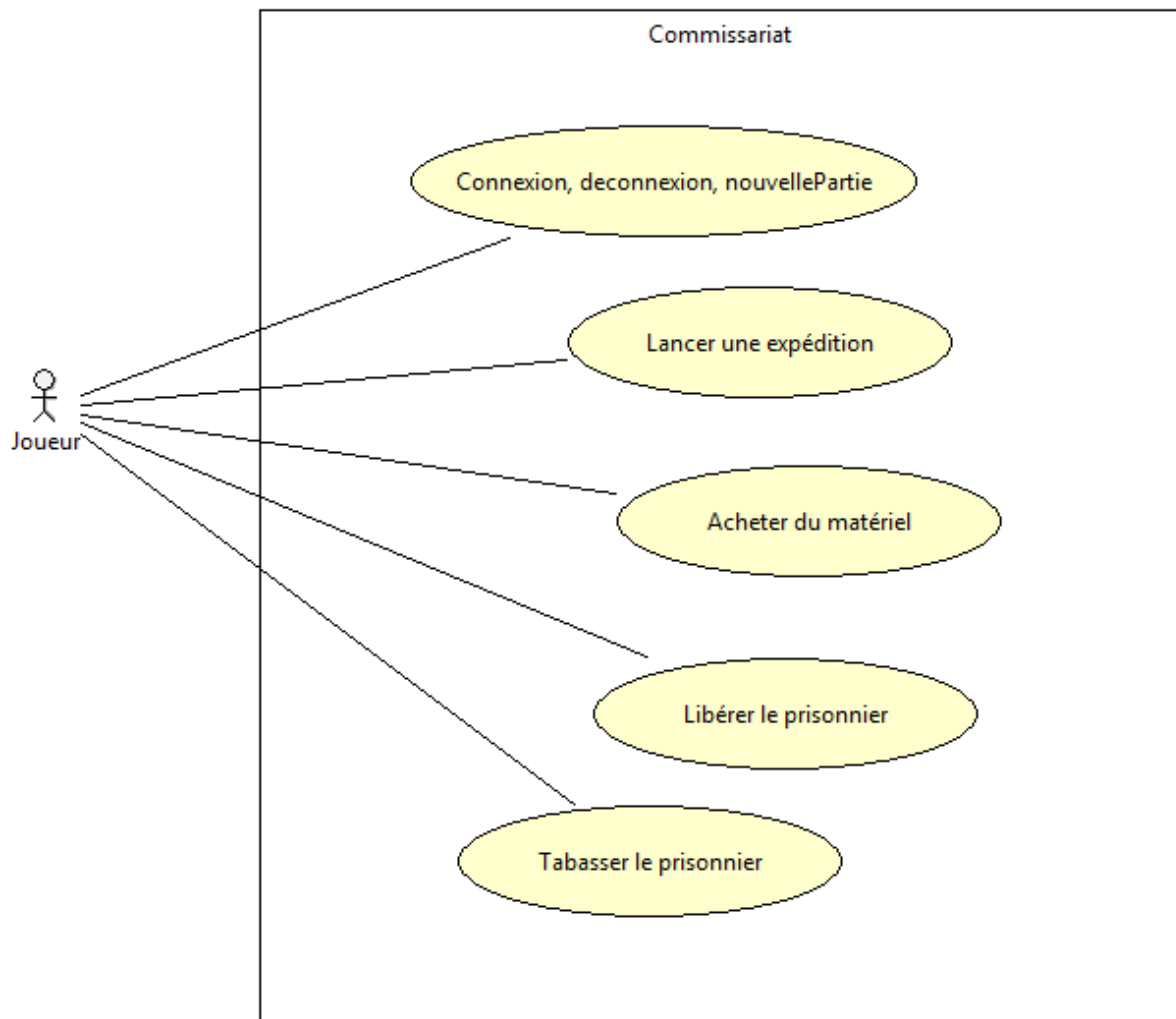 Commissariat
Connexion, deconnexion, nouvellePartie
Lancer une expédition
Joueur
Acheter du matériel
Libérer le prisonnier
Tabasser le prisonnier